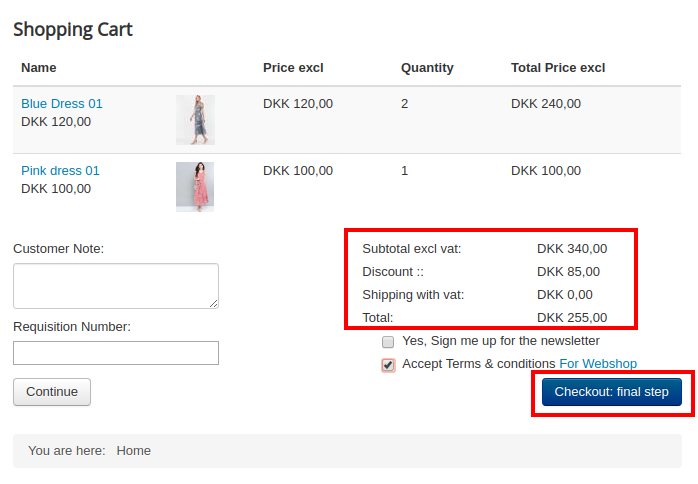 Shopping Cart
Name Price excl Quantity Total Price excl
Blue Dress 01 DKK 120,00 2 DKK 240,00
DKK 120,00
Pink dress 01 DKK 100,00 1 DKK 100,00
DKK 100,00
Customer Note:
Requisition Number:
Subtotal excl vat: DKK 340,00
Discount :: DKK 85,00
Shipping with vat: DKK 0,00
Total: DKK 255,00
Yes, Sign me up for the newsletter
Accept Terms & conditions For Webshop
Continue Checkout: final step
You are here: Home